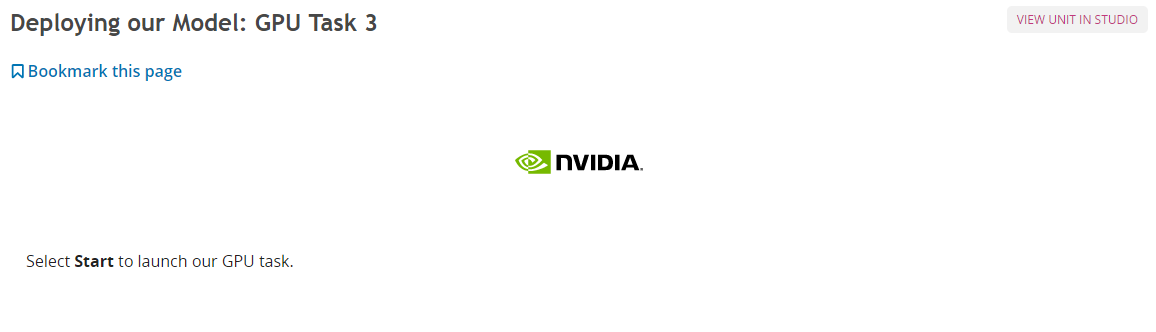 Deploying our Model: GPU Task 3
VIEW UNIT IN STUDIO
Bookmark this page
NVIDIA.
Select Start to launch our GPU task.